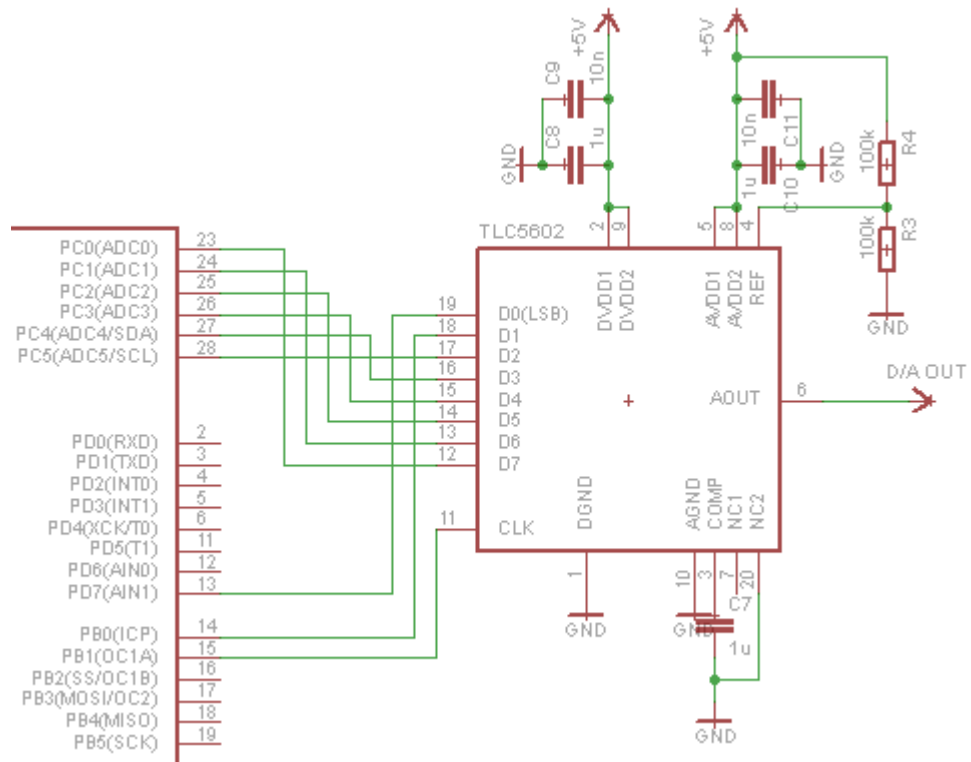 +5V
+5V
C9
10n
C8
1u
GND
10n
C11
1u
C10
GND
100k
R4
100k
R3
GND
TLC5602
2
9
5
8
4
DVDD1
DVDD2
AVDD1
AVDD2
REF
PC0(ADC0) 23
PC1(ADC1) 24
PC2(ADC2) 25
PC3(ADC3) 26
PC4(ADC4/SDA) 27
PC5(ADC5/SCL) 28
PD0(RXD) 2
PD1(TXD) 3
PD2(INT0) 4
PD3(INT1) 5
PD4(XCK/T0) 6
PD5(T1) 11
PD6(AIN0) 12
PD7(AIN1) 13
PB0(ICP) 14
PB1(OC1A) 15
PB2(SS/OC1B) 16
PB3(MOSI/OC2) 17
PB4(MISO) 18
PB5(SCK) 19
19 D0(LSB)
18 D1
17 D2
16 D3
15 D4
14 D5
13 D6
12 D7
11 CLK
AOUT 6
D/A OUT
DGND
AGND
COMP
NC1
NC2
1
10
3
7
20
GND
GND
C7
1u
GND